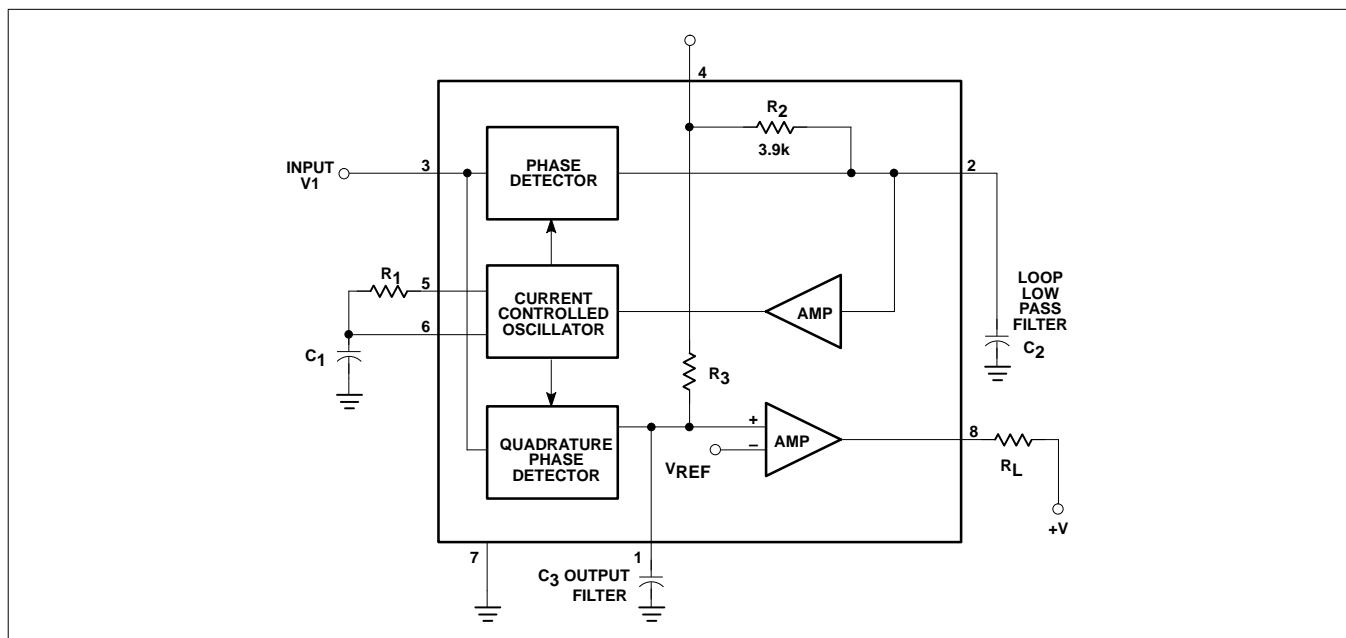 4
R2
3.9k
INPUT
V1
3
PHASE
DETECTOR
2
R1
5
CURRENT
CONTROLLED
OSCILLATOR
AMP
LOOP
LOW
PASS
FILTER
C2
6
C1
R3
QUADRATURE
PHASE
DETECTOR
+
–
AMP
VREF
8
RL
+V
7
1
C3 OUTPUT
FILTER